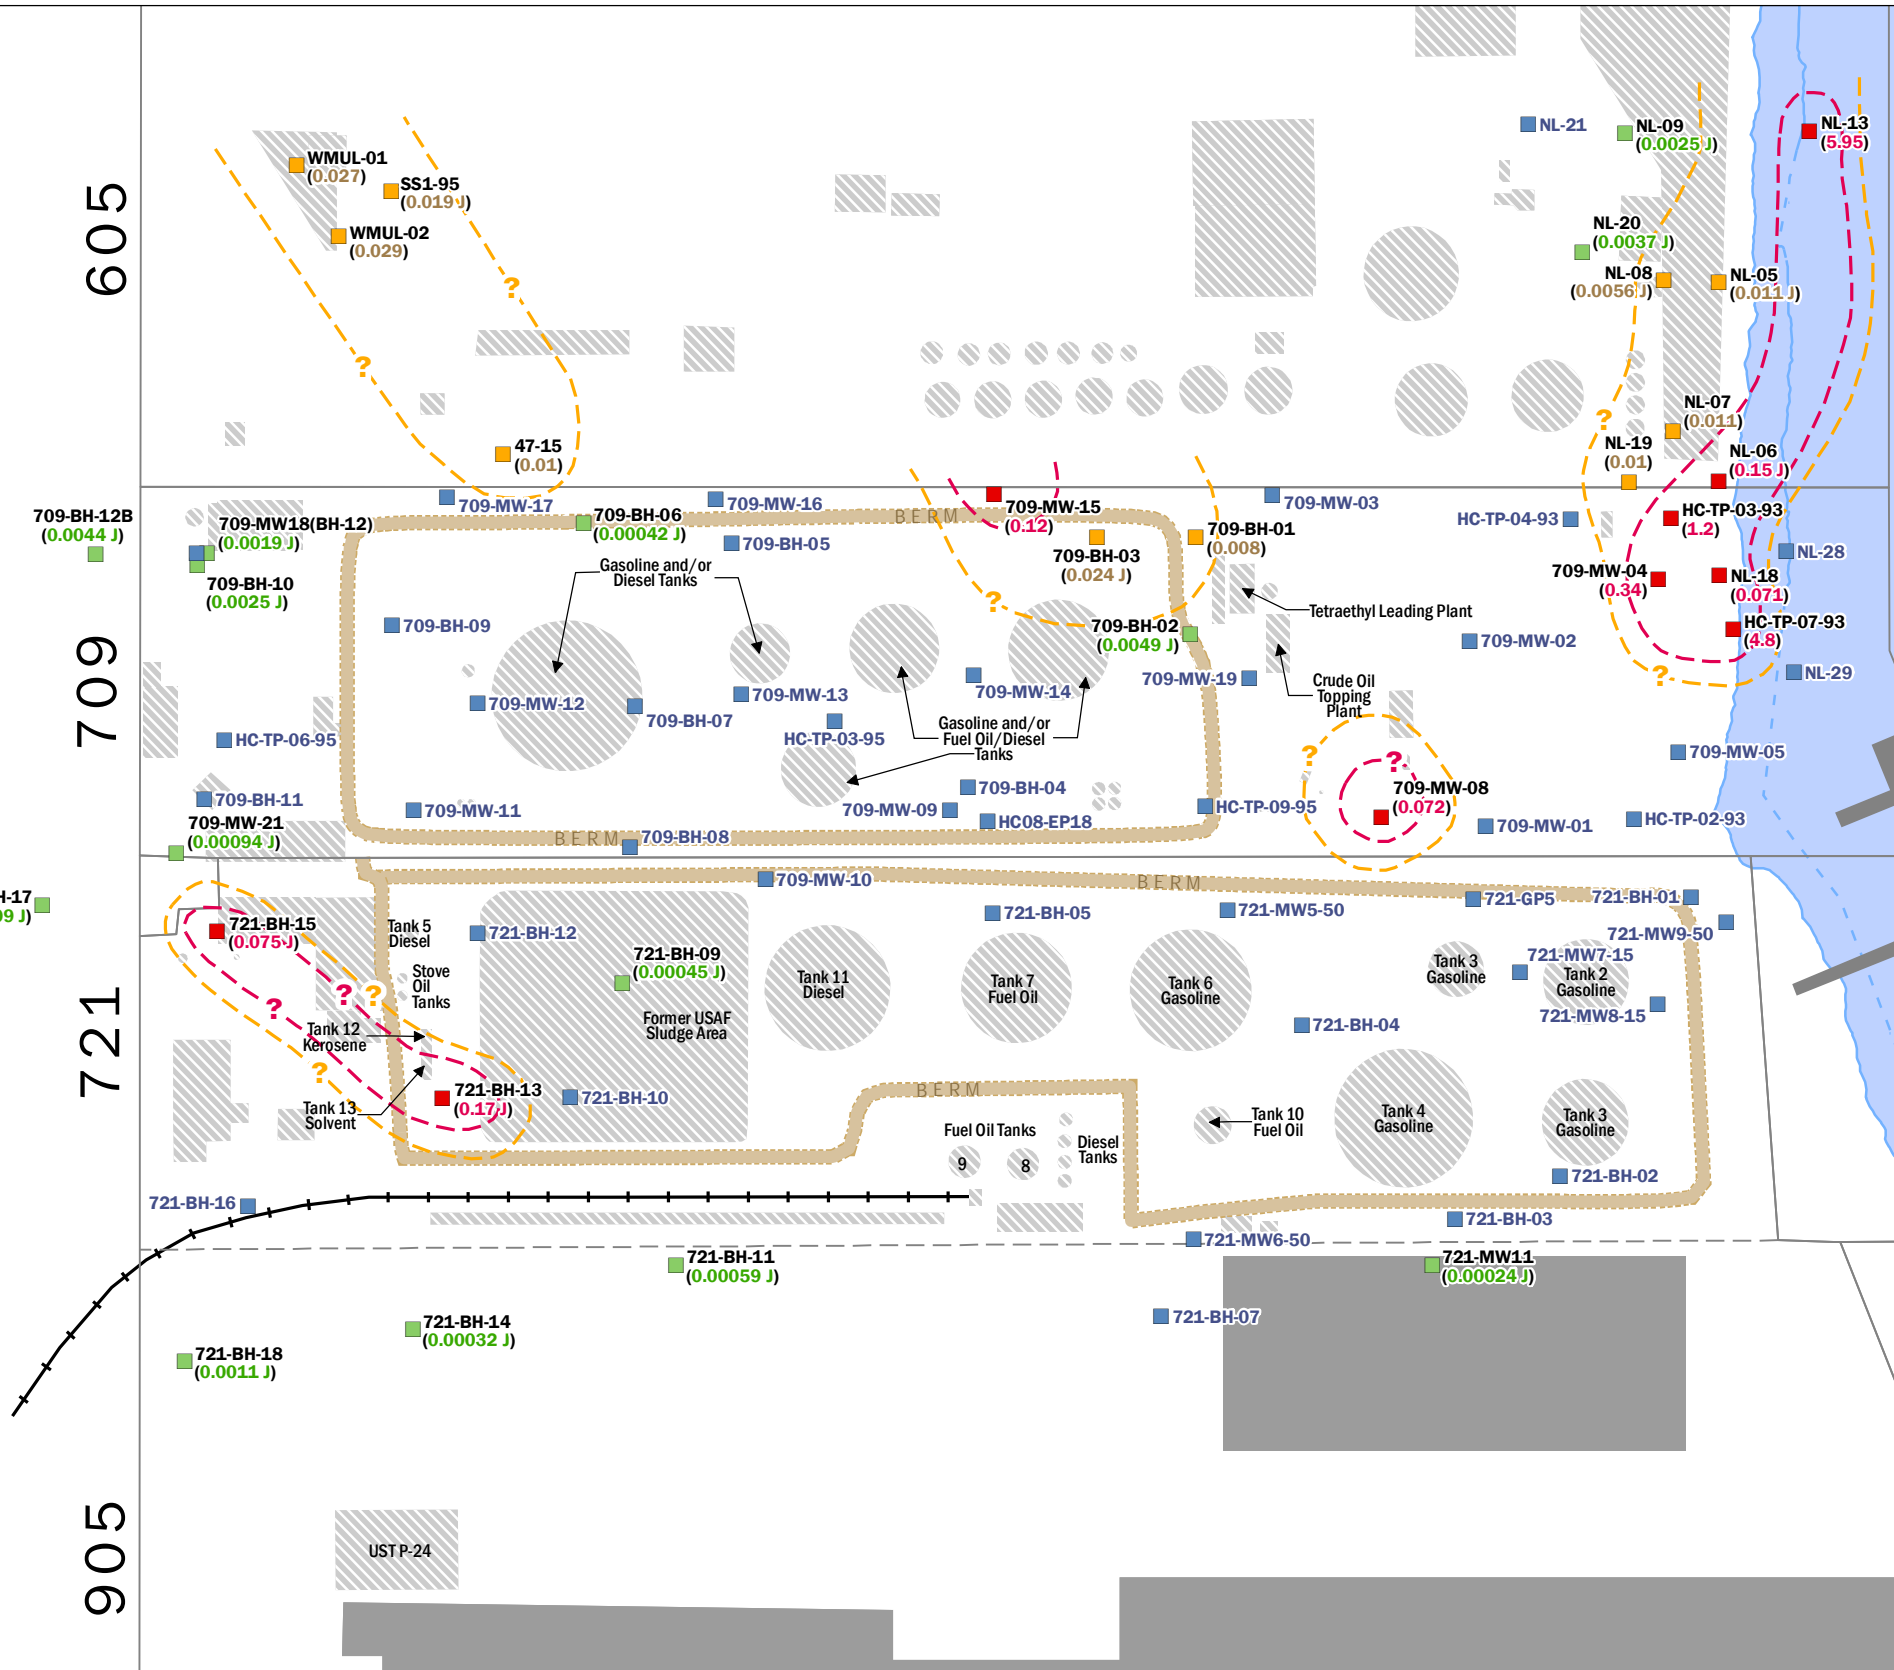 605
WMUL-01
(0.027)
SS1-95
(0.019 J)
WMUL-02
(0.029)
?
?
47-15
(0.01)
NL-21
NL-09
(0.0025 J)
NL-13
(5.95)
NL-20
(0.0037 J)
NL-08
(0.0056 J)
NL-05
(0.011 J)
?
NL-07
(0.011)
NL-19
(0.01)
NL-06
(0.15 J)
709
709-BH-12B
(0.0044 J)
709-MW18(BH-12)
(0.0019 J)
709-BH-10
(0.0025 J)
709-MW-17
709-BH-06
(0.00042 J)
709-MW-16
709-BH-05
BERM
709-MW-15
(0.12)
709-BH-03
(0.024 J)
709-BH-01
(0.008)
709-MW-03
HC-TP-04-93
HC-TP-03-93
(1.2)
NL-28
709-MW-04
(0.34)
NL-18
(0.071)
HC-TP-07-93
(4.8)
NL-29
?
Gasoline and/or
Diesel Tanks
?
Tetraethyl Leading Plant
709-BH-09
709-BH-02
(0.0049 J)
709-MW-02
709-MW-12
709-BH-07
709-MW-13
HC-TP-03-95
709-MW-14
709-MW-19
Crude Oil
Topping
Plant
Gasoline and/or
Fuel Oil/Diesel
Tanks
HC-TP-06-95
709-BH-11
709-MW-21
(0.00094 J)
709-MW-11
BERM
709-BH-08
709-BH-04
709-MW-09
HC08-EP18
HC-TP-09-95
?
?
709-MW-08
(0.072)
709-MW-05
709-MW-01
HC-TP-02-93
721
H-17
99 J)
721-BH-15
(0.075 J)
Tank 5
Diesel
Stove
Oil
Tanks
?
?
?
?
Tank 12
Kerosene
Tank 13
Solvent
721-BH-13
(0.17 J)
721-BH-12
721-BH-09
(0.00045 J)
Former USAF
Sludge Area
721-BH-10
709-MW-10
BERM
721-BH-05
721-MW5-50
721-GP5
721-BH-01
721-MW9-50
721-MW7-15
721-MW8-15
Tank 11
Diesel
Tank 7
Fuel Oil
Tank 6
Gasoline
Tank 3
Gasoline
Tank 2
Gasoline
721-BH-04
BERM
Fuel Oil Tanks
9
8
Diesel
Tanks
Tank 10
Fuel Oil
Tank 4
Gasoline
Tank 3
Gasoline
721-BH-02
721-BH-03
721-BH-16
721-MW6-50
721-BH-11
(0.00059 J)
721-MW11
(0.00024 J)
721-BH-14
(0.00032 J)
721-BH-07
721-BH-18
(0.0011 J)
905
UST P-24